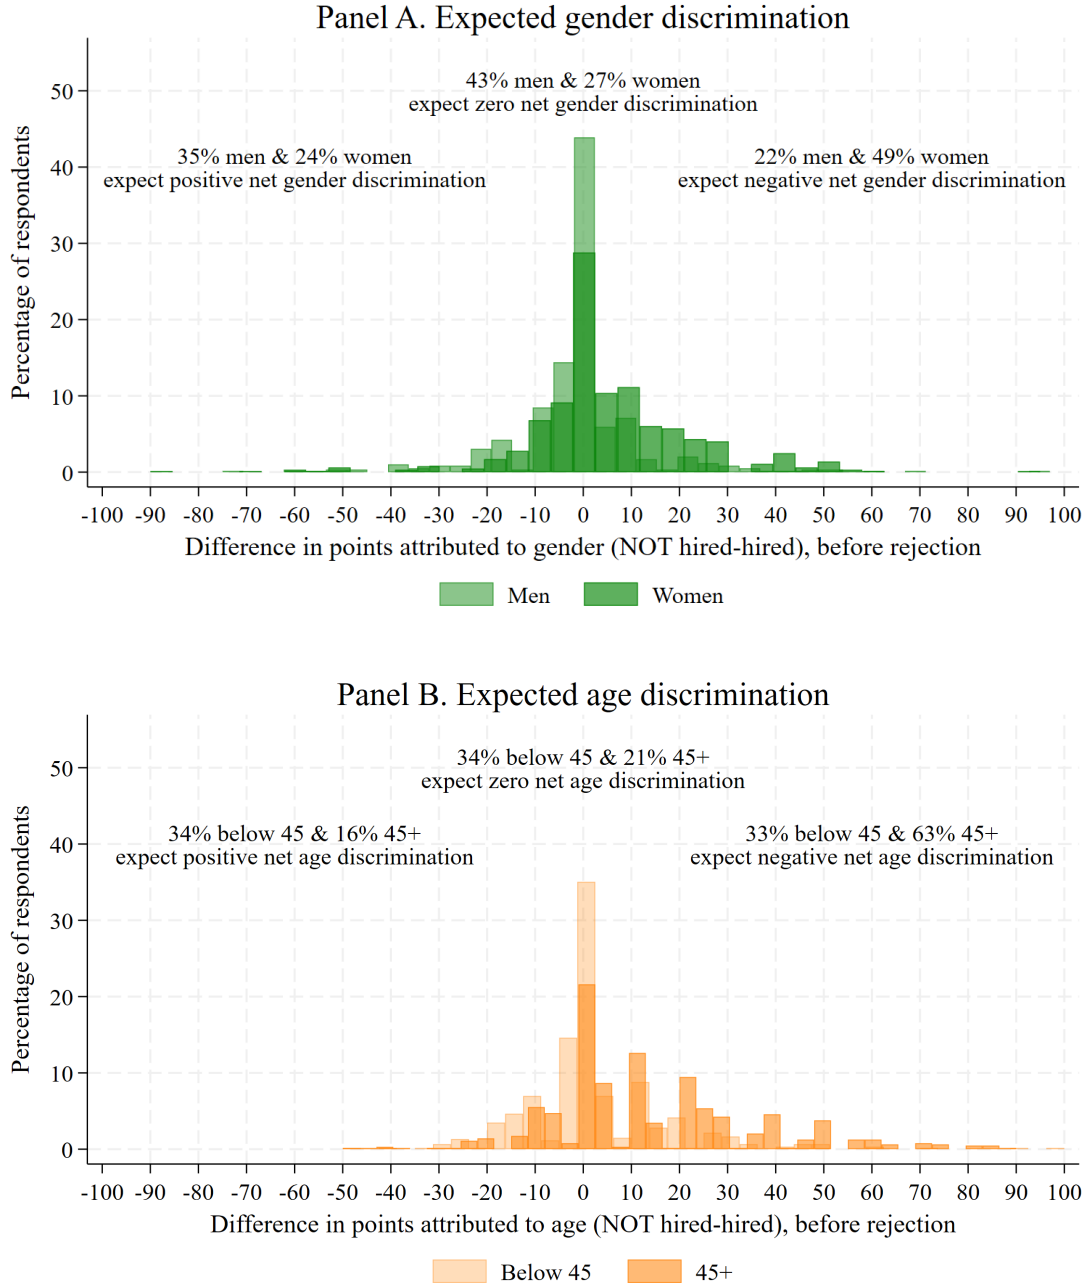 Panel A. Expected gender discrimination
43% men & 27% women
expect zero net gender discrimination
35% men & 24% women
expect positive net gender discrimination
22% men & 49% women
expect negative net gender discrimination
Percentage of respondents
50
40
30
20
10
0
-100 -90 -80 -70 -60 -50 -40 -30 -20 -10 0 10 20 30 40 50 60 70 80 90 100
Difference in points attributed to gender (NOT hired-hired), before rejection
Men Women
Panel B. Expected age discrimination
34% below 45 & 21% 45+
expect zero net age discrimination
34% below 45 & 16% 45+
expect positive net age discrimination
33% below 45 & 63% 45+
expect negative net age discrimination
Percentage of respondents
50
40
30
20
10
0
-100 -90 -80 -70 -60 -50 -40 -30 -20 -10 0 10 20 30 40 50 60 70 80 90 100
Difference in points attributed to age (NOT hired-hired), before rejection
Below 45 45+